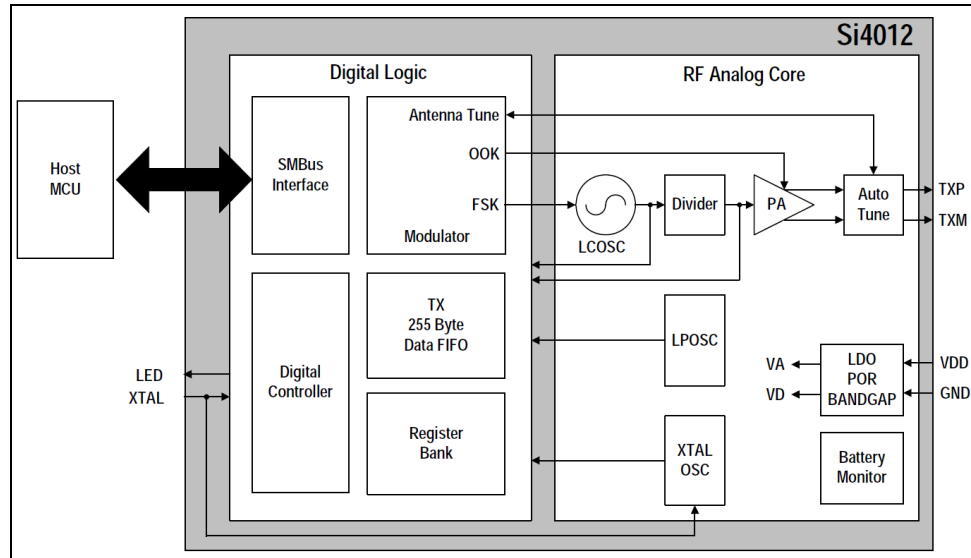 Si4012
Digital Logic
RF Analog Core
Host
MCU
SMBus
Interface
Antenna Tune
OOK
FSK
Modulator
LCOSC
Divider
PA
Auto
Tune
TXP
TXM
Digital
Controller
TX
255 Byte
Data FIFO
Register
Bank
LPOSC
XTAL
OSC
VA
VD
LDO
POR
BANDGAP
VDD
GND
Battery
Monitor
LED
XTAL